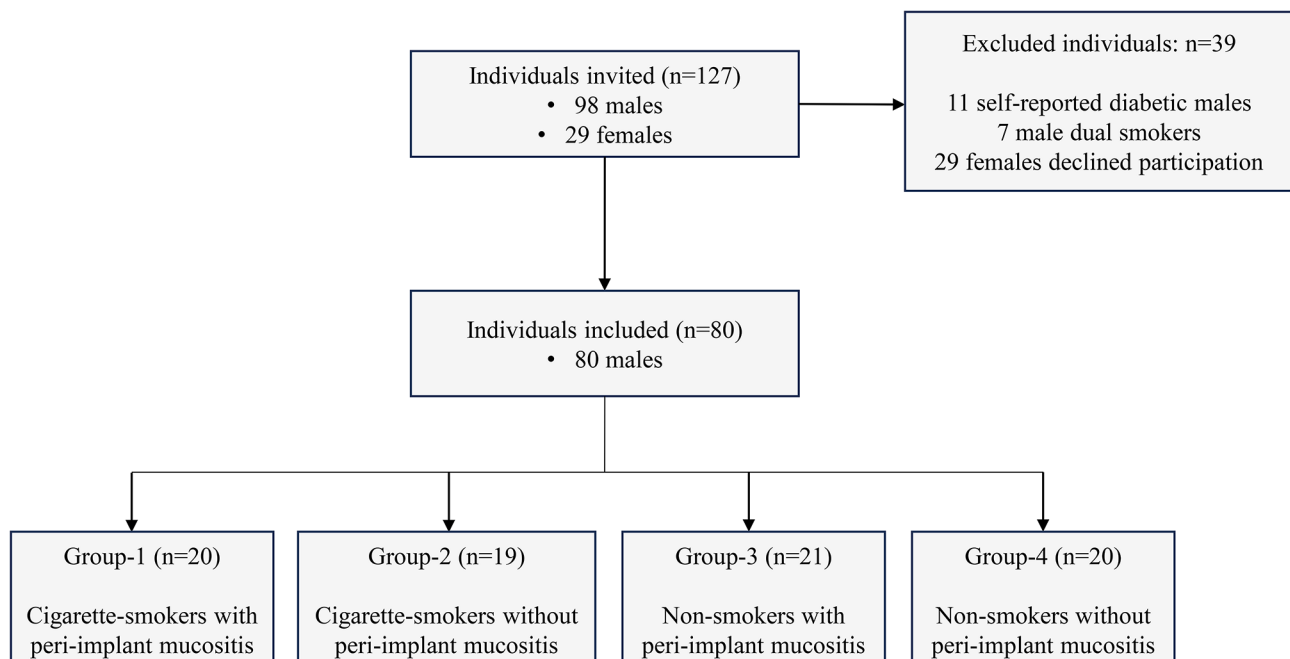 Individuals invited (n=127)
• 98 males
• 29 females
Excluded individuals: n=39
11 self-reported diabetic males
7 male dual smokers
29 females declined participation
Individuals included (n=80)
• 80 males
Group-1 (n=20)
Cigarette-smokers with
peri-implant mucositis
Group-2 (n=19)
Cigarette-smokers without
peri-implant mucositis
Group-3 (n=21)
Non-smokers with
peri-implant mucositis
Group-4 (n=20)
Non-smokers without
peri-implant mucositis